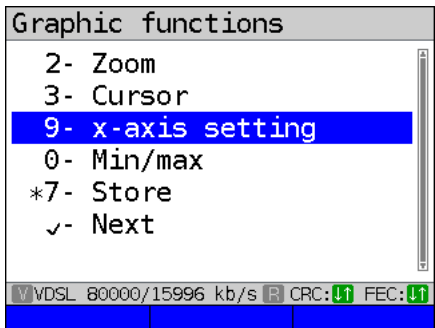 Graphic functions
2- Zoom
3- Cursor
9- x-axis setting
0- Min/max
*7- Store
✓- Next
V VDSL 80000/15996 kb/s R CRC:↓↑ FEC:↓↑